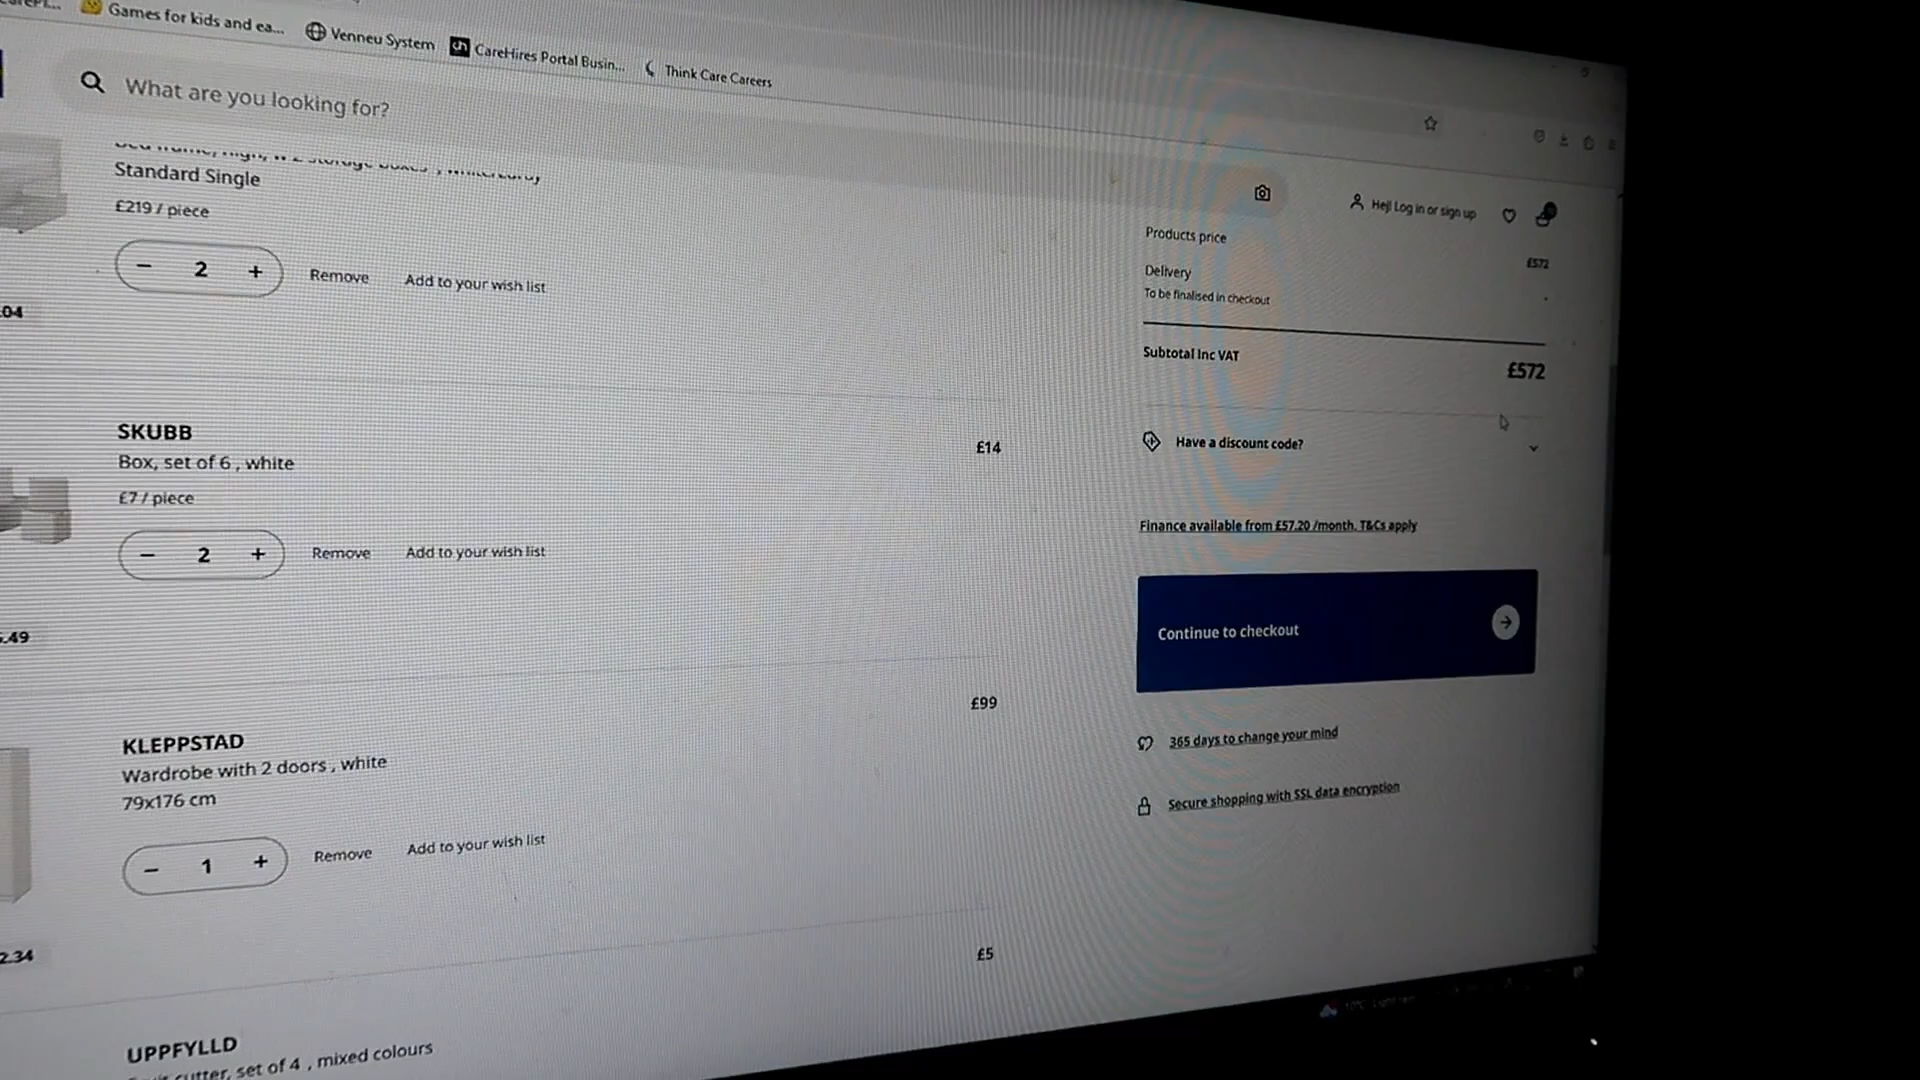 Games for kids and ea...
Venneu System
CareHires Portal Busin...
Think Care Careers
What are you looking for?
Hej! Log in or sign up
Standard Single
£219 / piece
2
Remove
Add to your wish list
.04
Products price
£572
Delivery
To be finalised in checkout
Subtotal Inc VAT
£572
SKUBB
£14
Box, set of 6 , white
£7 / piece
2
Remove
Add to your wish list
.49
Have a discount code?
Finance available from £57.20 /month. T&Cs apply
Continue to checkout
KLEPPSTAD
£99
Wardrobe with 2 doors , white
79x176 cm
1
Remove
Add to your wish list
2.34
365 days to change your mind
Secure shopping with SSL data encryption
UPPFYLLD
£5
cutter, set of 4 , mixed colours